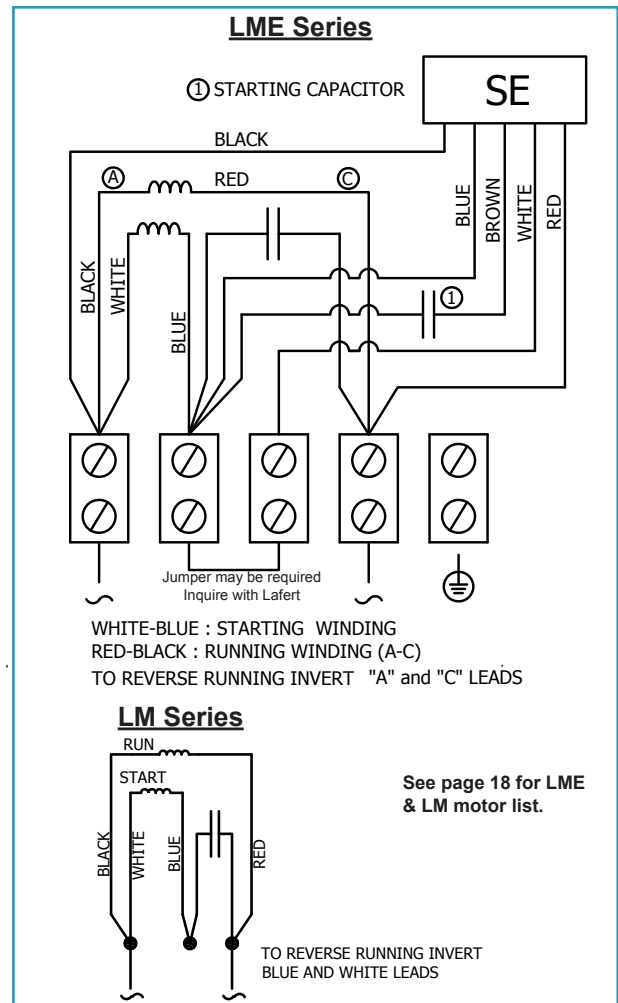 LME Series
① STARTING CAPACITOR
SE
BLACK
A
RED
C
BLACK
WHITE
BLUE
BLUE
BROWN
WHITE
RED
①
Jumper may be required
Inquire with Lafert
WHITE-BLUE : STARTING WINDING
RED-BLACK : RUNNING WINDING (A-C)
TO REVERSE RUNNING INVERT "A" and "C" LEADS
LM Series
RUN
START
BLACK
WHITE
BLUE
RED
See page 18 for LME
& LM motor list.
TO REVERSE RUNNING INVERT
BLUE AND WHITE LEADS